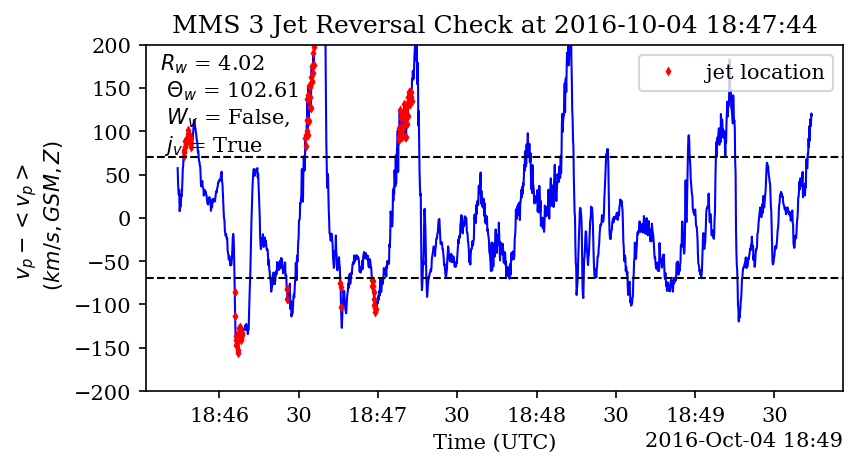 MMS 3 Jet Reversal Check at 2016-10-04 18:47:44
R_w = 4.02
Θ_w = 102.61
W_v = False,
j_v = True
jet location
v_p − <v_p>
(km/s, GSM, Z)
200
150
100
50
0
−50
−100
−150
−200
18:46 30 18:47 30 18:48 30 18:49 30
Time (UTC)
2016-Oct-04 18:49